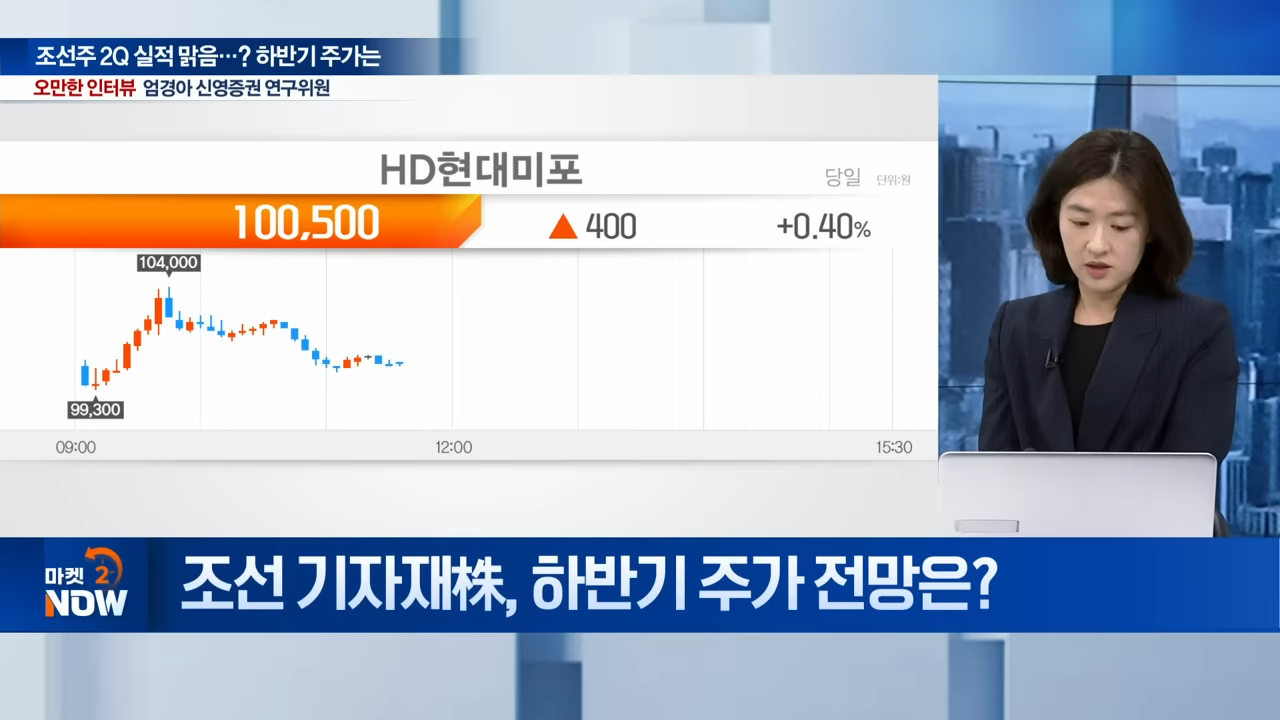 조선주 2Q 실적 맑음…? 하반기 주가는
오만한 인터뷰 엄경아 신영증권 연구위원
HD현대미포
당일 단위:원
100,500 ▲ 400 +0.40%
104,000
99,300
09:00 12:00 15:30
마켓 2
NOW
조선 기자재株, 하반기 주가 전망은?